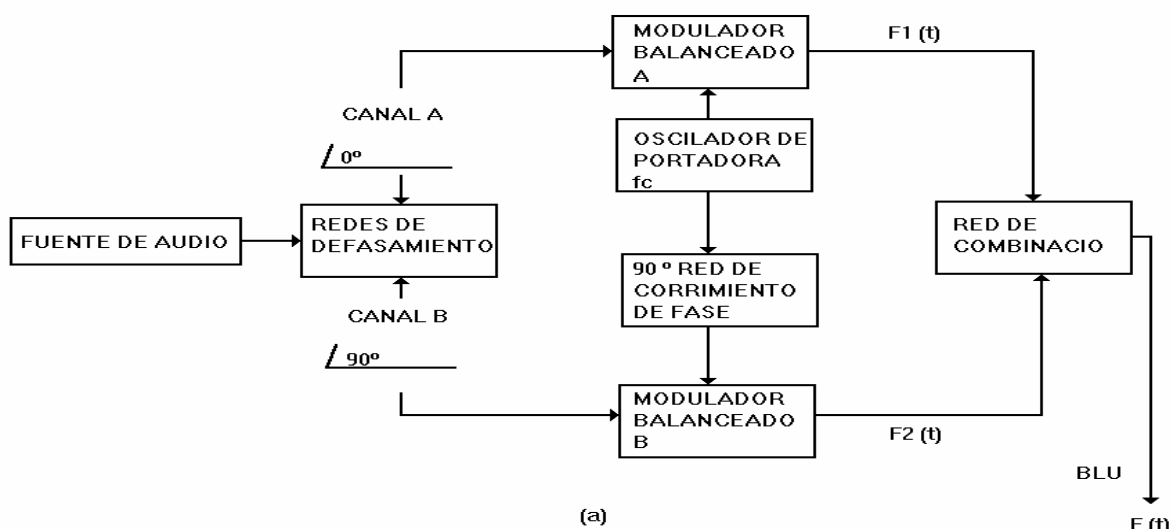 MODULADOR
BALANCEADO
A
F1 (t)
CANAL A
0º
OSCILADOR DE
PORTADORA
fc
FUENTE DE AUDIO
REDES DE
DEFASAMIENTO
RED DE
COMBINACIO
90 º RED DE
CORRIMIENTO
DE FASE
CANAL B
90º
MODULADOR
BALANCEADO
B
F2 (t)
BLU
(a)
F (t)